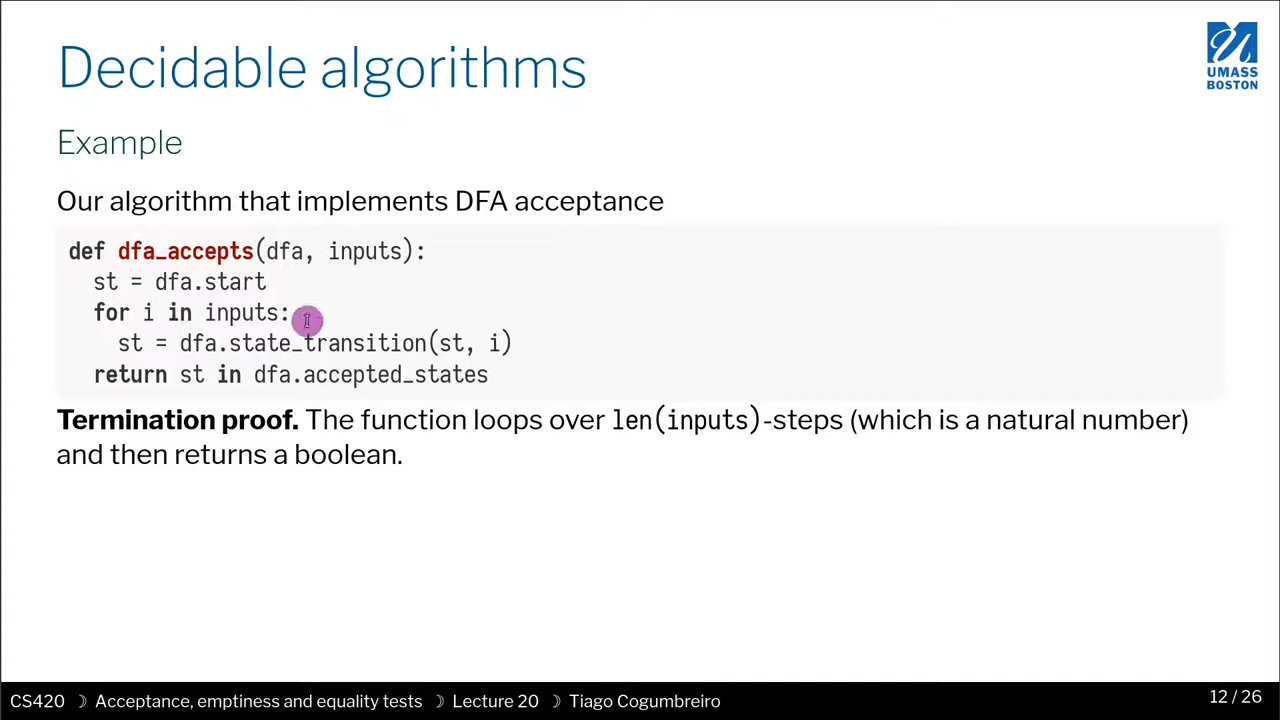 Decidable algorithms
UMASS
BOSTON
Example
Our algorithm that implements DFA acceptance
def dfa_accepts(dfa, inputs):
  st = dfa.start
  for i in inputs:
    st = dfa.state_transition(st, i)
  return st in dfa.accepted_states
Termination proof. The function loops over len(inputs)-steps (which is a natural number)
and then returns a boolean.
CS420 ☽ Acceptance, emptiness and equality tests ☽ Lecture 20 ☽ Tiago Cogumbreiro
12 / 26